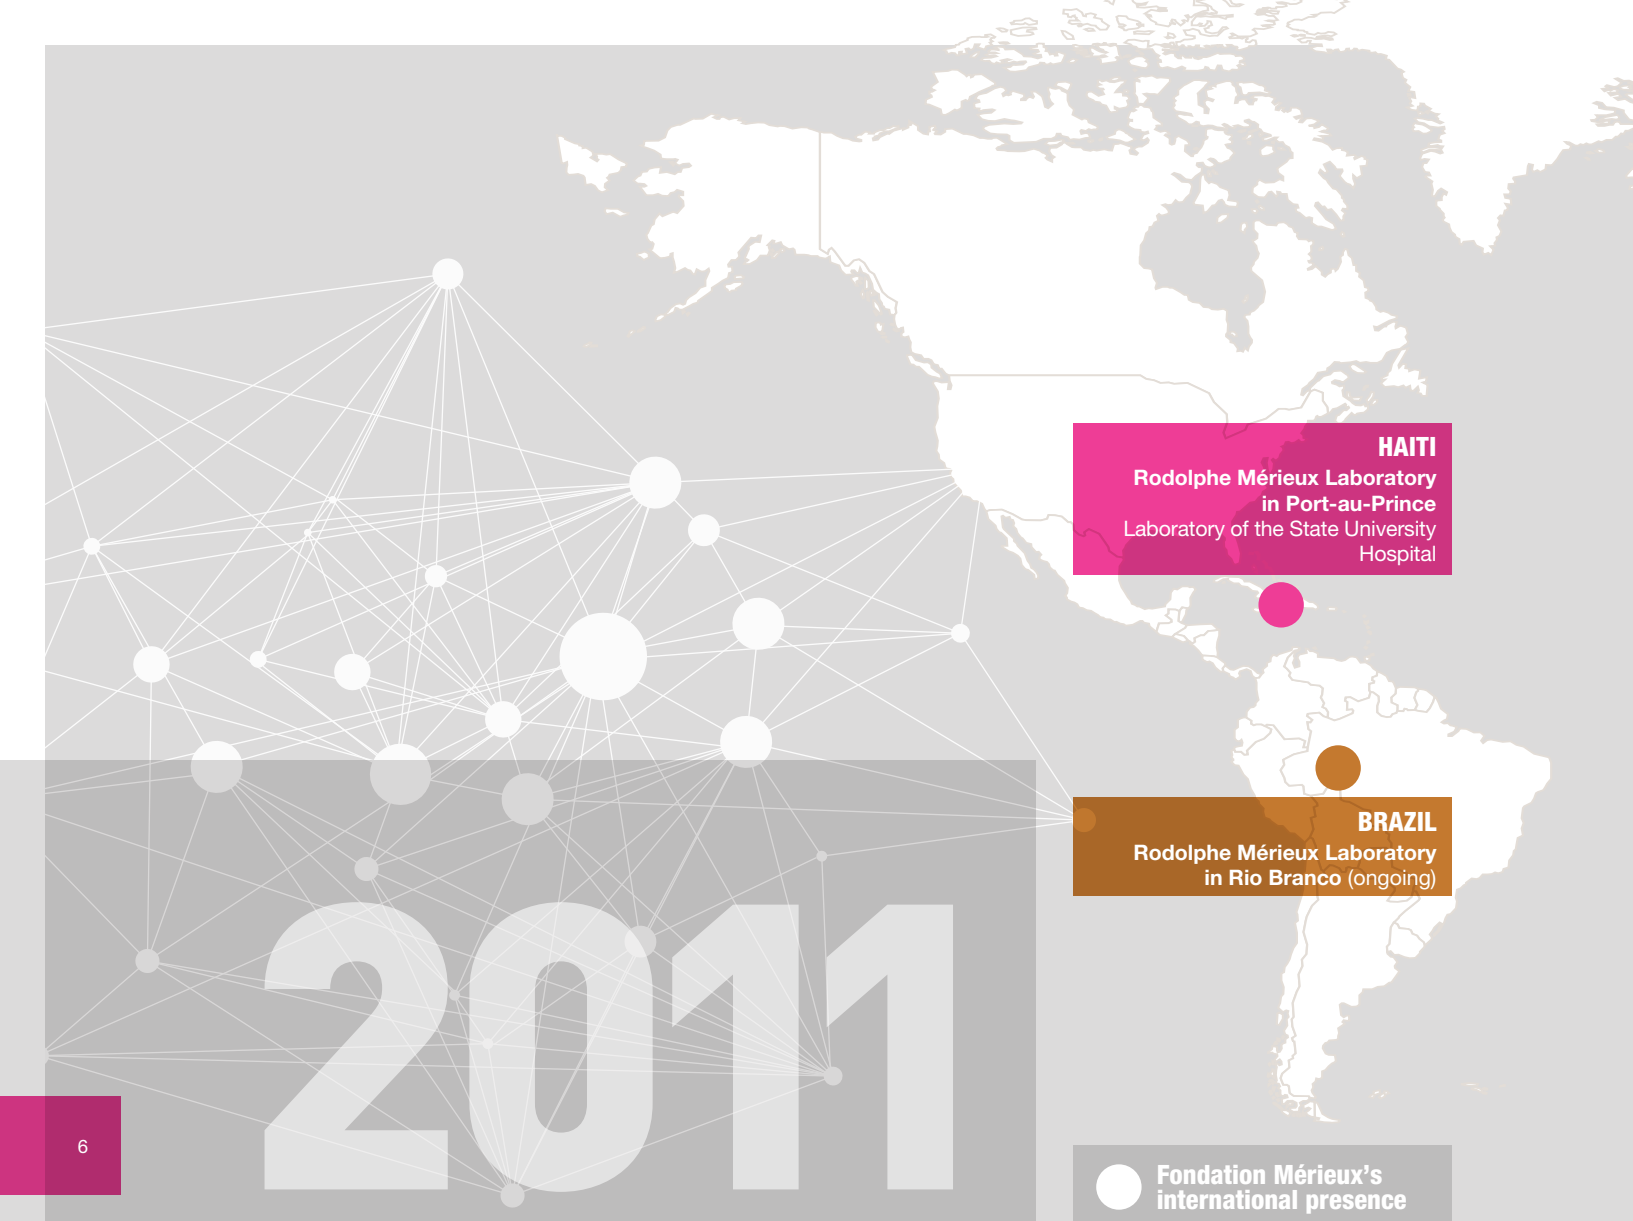 HAITI
Rodolphe Mérieux Laboratory
in Port-au-Prince
Laboratory of the State University
Hospital
BRAZIL
Rodolphe Mérieux Laboratory
in Rio Branco (ongoing)
2011
6
Fondation Mérieux's
international presence